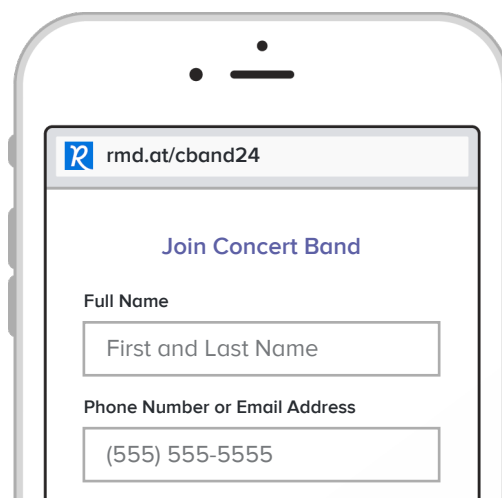 rmd.at/cband24
Join Concert Band
Full Name
First and Last Name
Phone Number or Email Address
(555) 555-5555